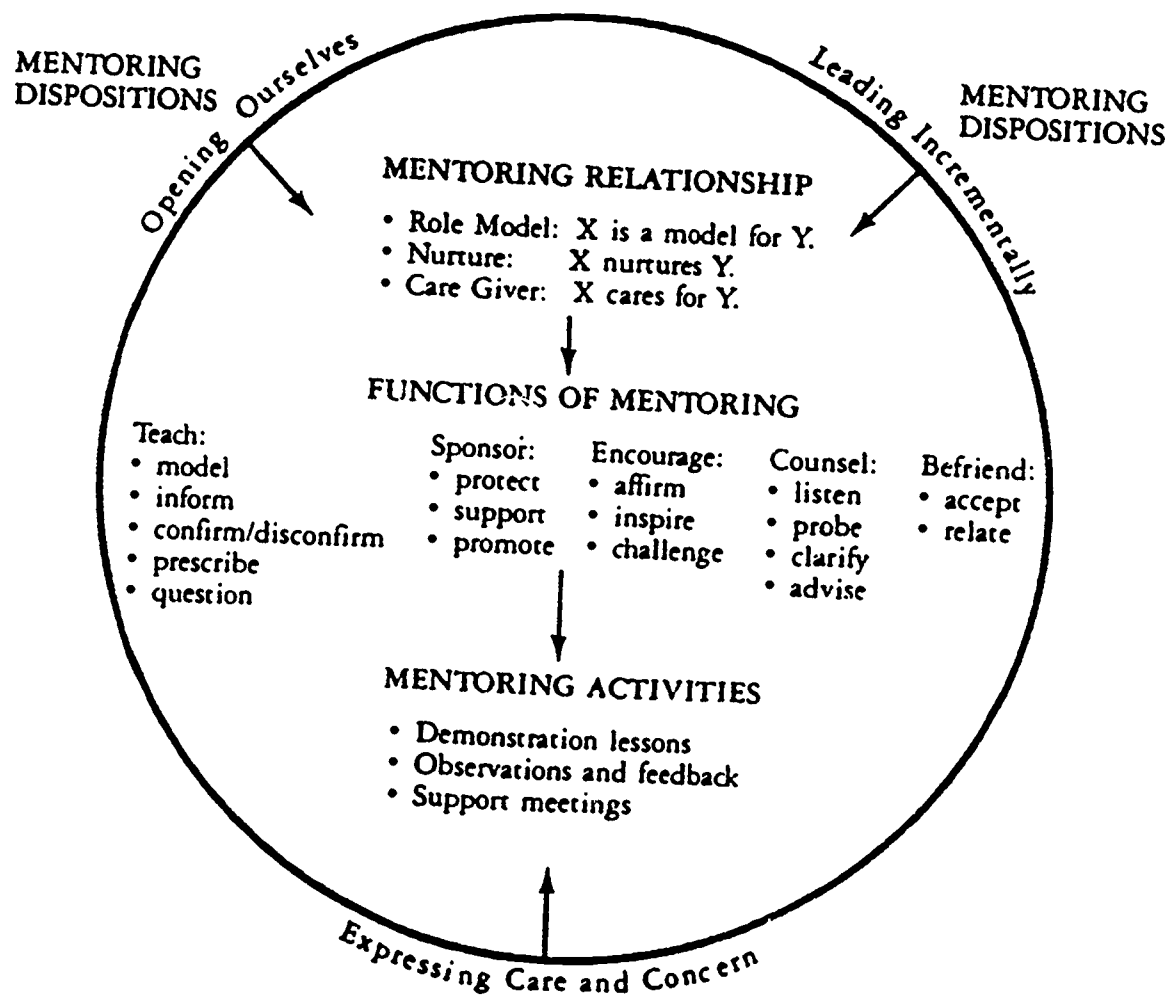 MENTORING
DISPOSITIONS
Opening Ourselves
Leading Incrementally
MENTORING
DISPOSITIONS
MENTORING RELATIONSHIP
• Role Model: X is a model for Y.
• Nurture: X nurtures Y.
• Care Giver: X cares for Y.
FUNCTIONS OF MENTORING
Teach:
• model
• inform
• confirm/disconfirm
• prescribe
• question
Sponsor:
• protect
• support
• promote
Encourage:
• affirm
• inspire
• challenge
Counsel:
• listen
• probe
• clarify
• advise
Befriend:
• accept
• relate
MENTORING ACTIVITIES
• Demonstration lessons
• Observations and feedback
• Support meetings
Expressing Care and Concern